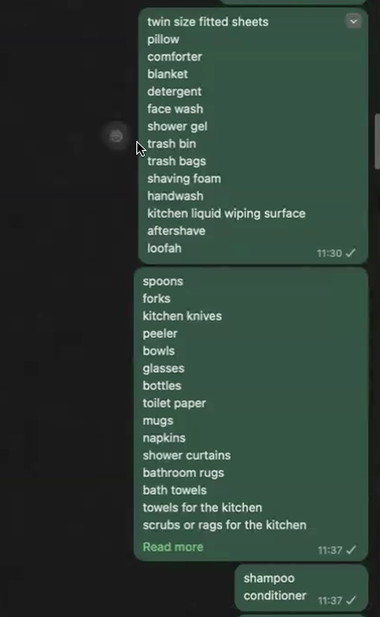 twin size fitted sheets
pillow
comforter
blanket
detergent
face wash
shower gel
trash bin
trash bags
shaving foam
handwash
kitchen liquid wiping surface
aftershave
loofah
11:30
spoons
forks
kitchen knives
peeler
bowls
glasses
bottles
toilet paper
mugs
napkins
shower curtains
bathroom rugs
bath towels
towels for the kitchen
scrubs or rags for the kitchen
Read more
11:37
shampoo
conditioner
11:37